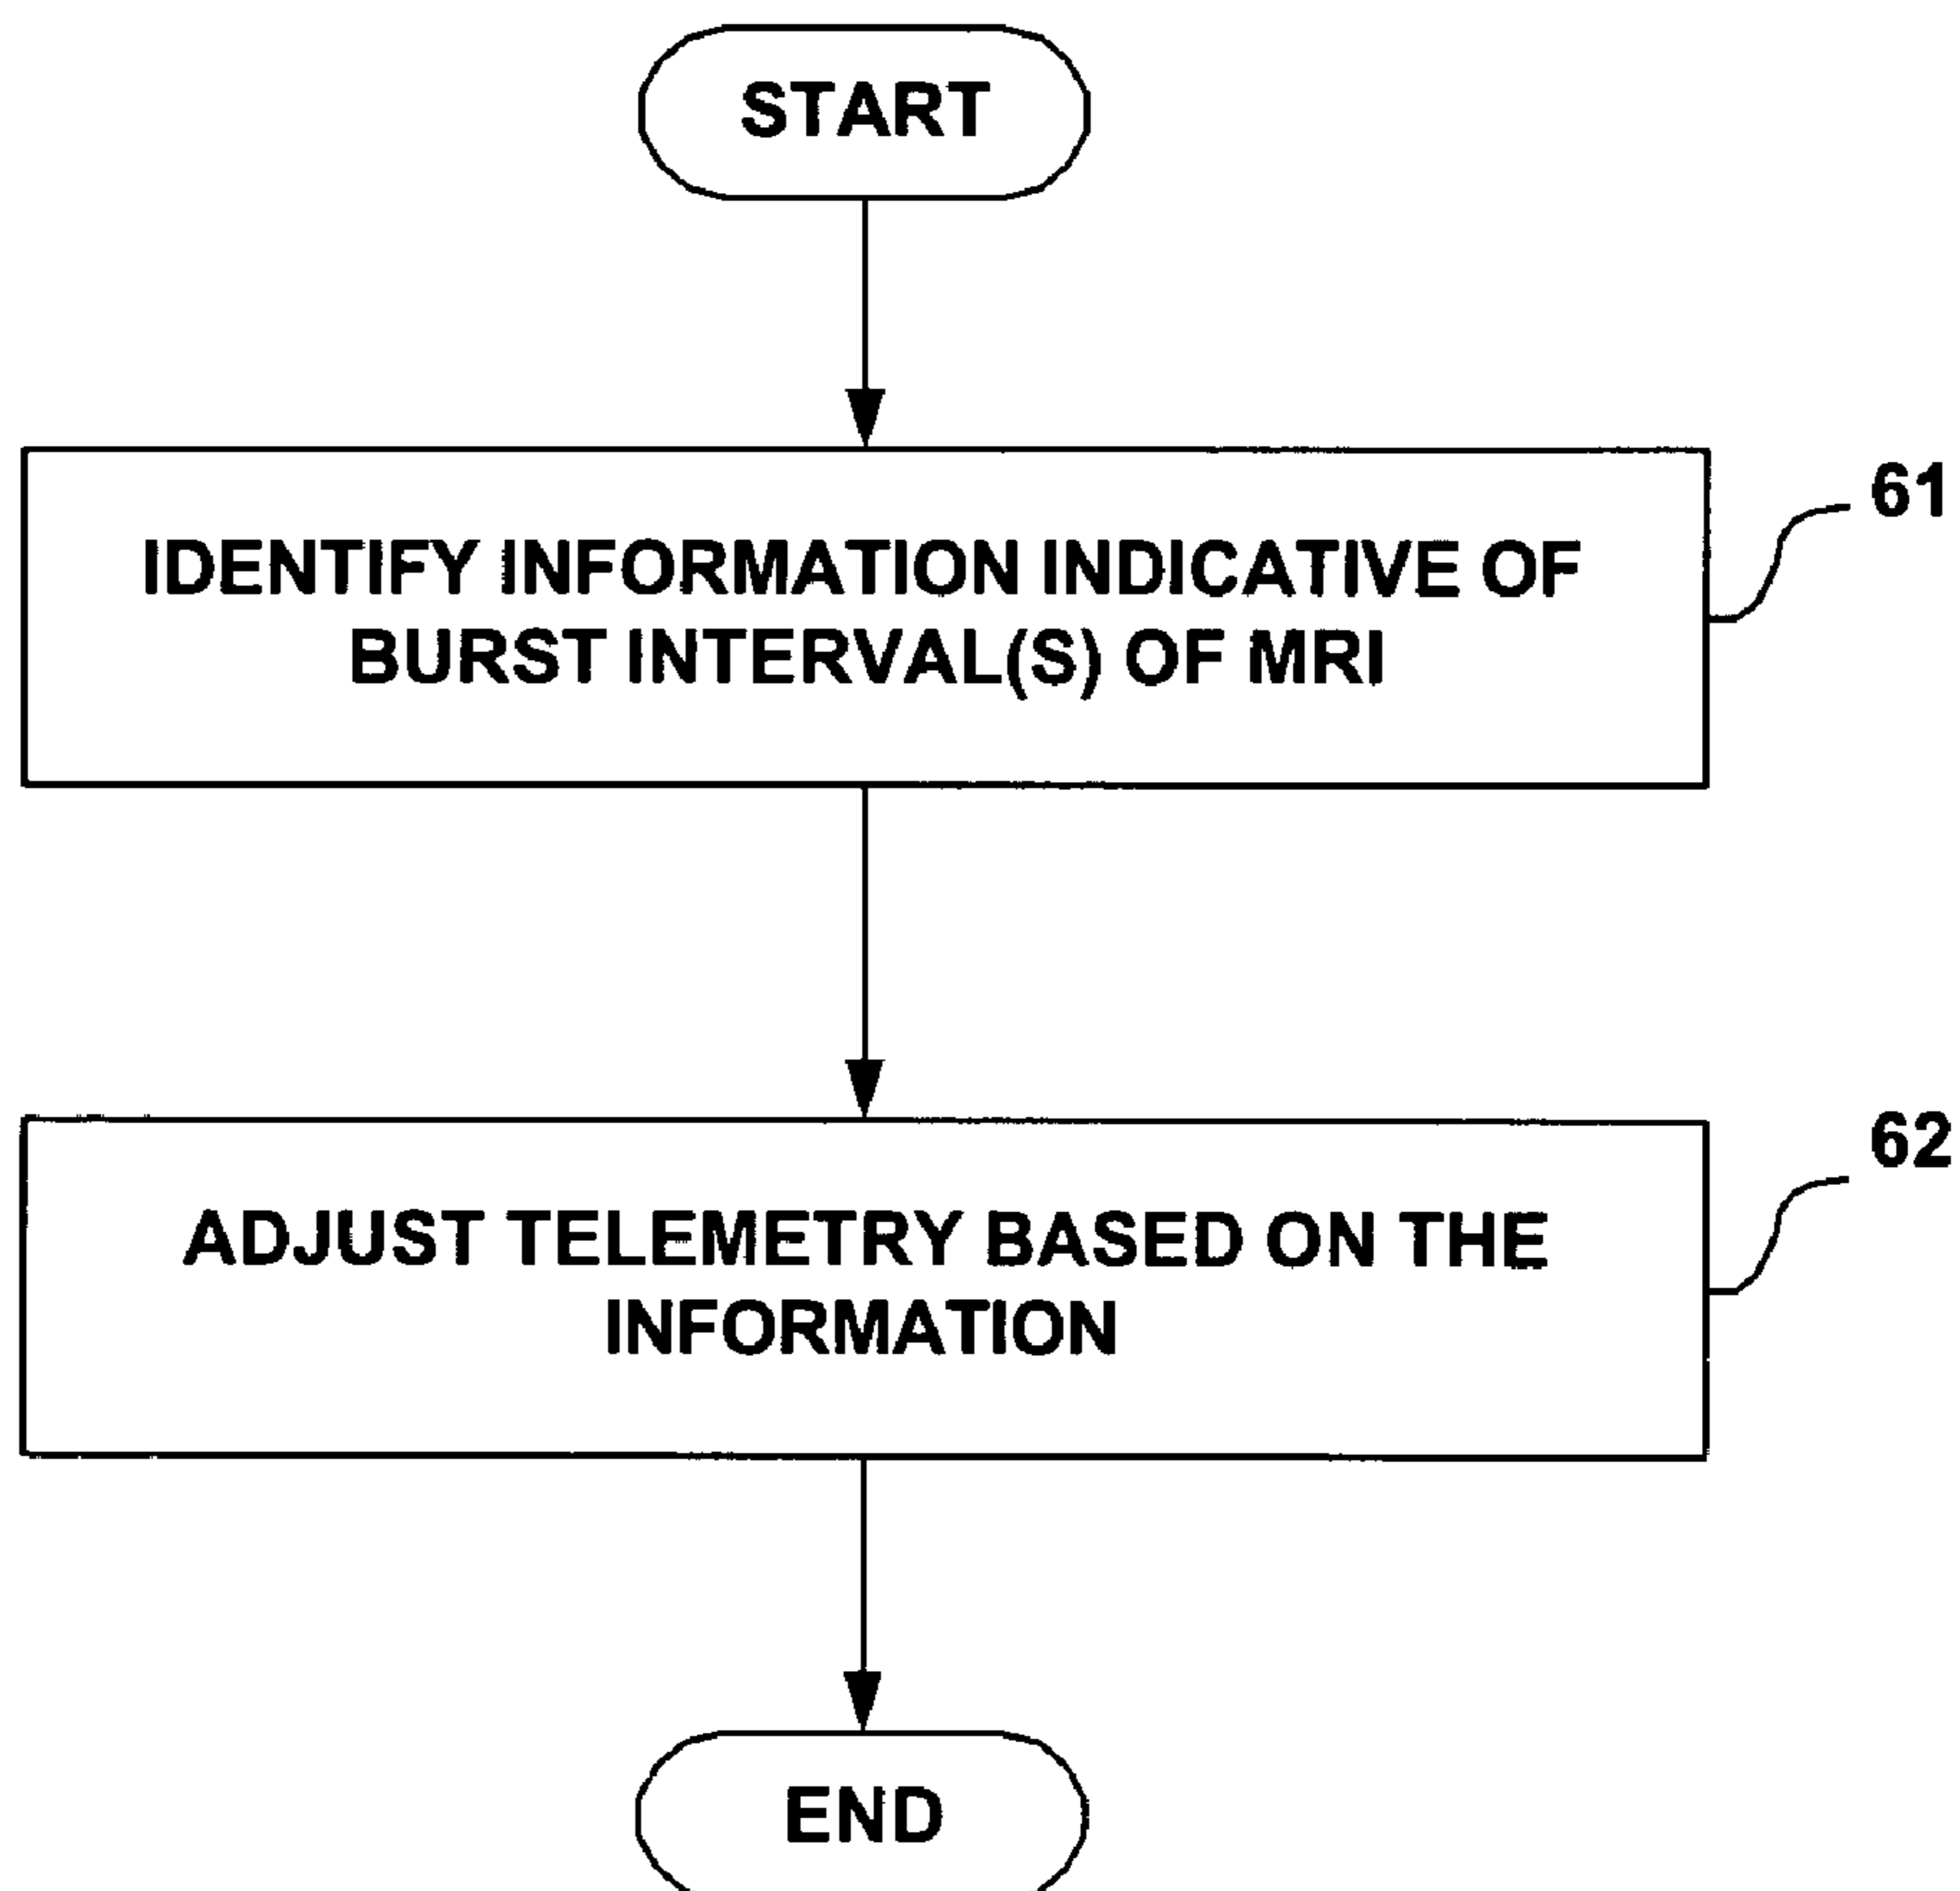 START
61
IDENTIFY INFORMATION INDICATIVE OF
BURST INTERVAL(S) OF MRI
62
ADJUST TELEMETRY BASED ON THE
INFORMATION
END